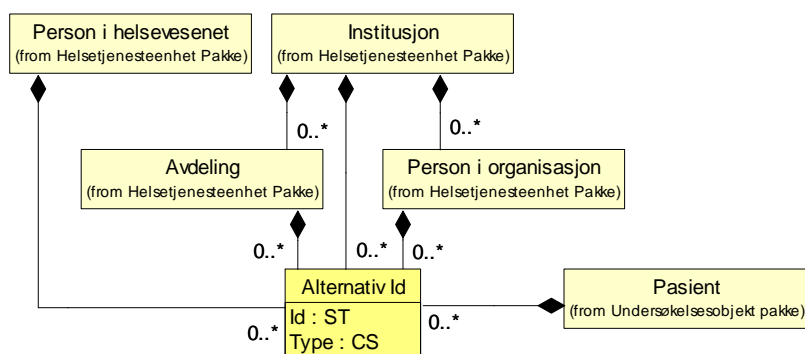 Person i helsevesenet
(from Helsetjenesteenhet Pakke)
Institusjon
(from Helsetjenesteenhet Pakke)
0..*
0..*
Avdeling
(from Helsetjenesteenhet Pakke)
Person i organisasjon
(from Helsetjenesteenhet Pakke)
0..*
0..*
0..*
Alternativ Id
Id : ST
Type : CS
0..*
0..*
Pasient
(from Undersøkelsesobjekt pakke)